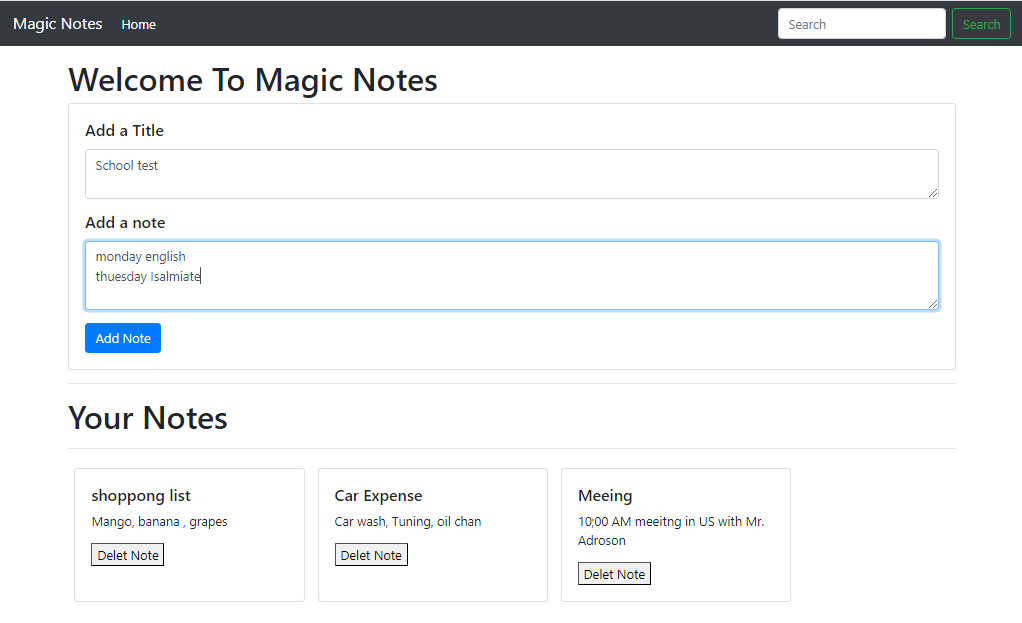 Magic Notes Home Search Search
Welcome To Magic Notes
Add a Title
School test
Add a note
monday english
thuesday Isalmiate
Add Note
Your Notes
shoppong list
Mango, banana , grapes
Delet Note
Car Expense
Car wash, Tuning, oil chan
Delet Note
Meeing
10;00 AM meeitng in US with Mr.
Adroson
Delet Note